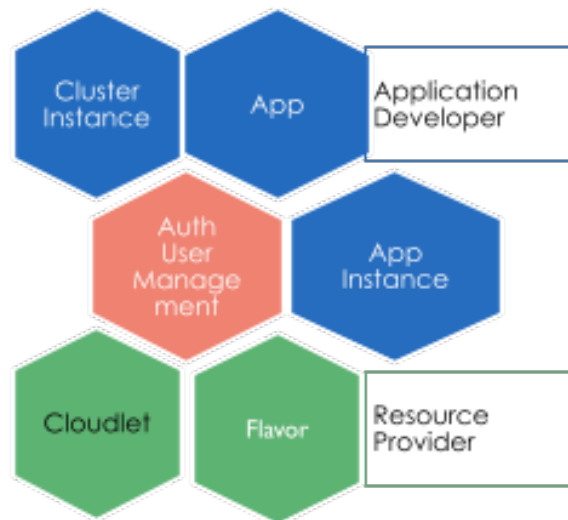 Cluster
Instance
App
Application
Developer
Auth
User
Manage
ment
App
Instance
Cloudlet
Flavor
Resource
Provider